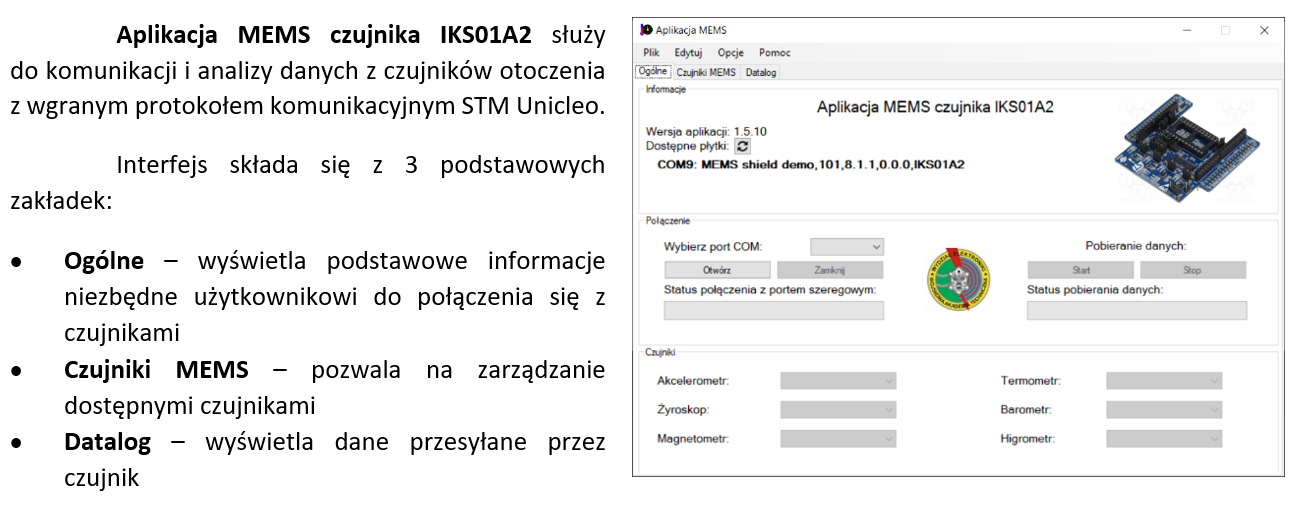 Aplikacja MEMS czujnika IKS01A2 służy
do komunikacji i analizy danych z czujników otoczenia
z wgranym protokołem komunikacyjnym STM Unicleo.
Interfejs składa się z 3 podstawowych
zakładek:
• Ogólne – wyświetla podstawowe informacje
niezbędne użytkownikowi do połączenia się z
czujnikami
• Czujniki MEMS – pozwala na zarządzanie
dostępnymi czujnikami
• Datalog – wyświetla dane przesyłane przez
czujnik
Aplikacja MEMS
Plik Edytuj Opcje Pomoc
Ogólne Czujniki MEMS Datalog
Informacje
Aplikacja MEMS czujnika IKS01A2
Wersja aplikacji: 1.5.10
Dostępne płytki:
COM9: MEMS shield demo,101,8.1.1,0.0.0,IKS01A2
Połączenie
Wybierz port COM:
Otwórz Zamknij
Status połączenia z portem szeregowym:
Pobieranie danych:
Start Stop
Status pobierania danych:
Czujniki
Akcelerometr:
Żyroskop:
Magnetometr:
Termometr:
Barometr:
Higrometr: